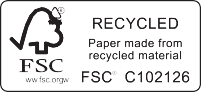 FSC
www.fsc.org
RECYCLED
Paper made from
recycled material
FSC® C102126